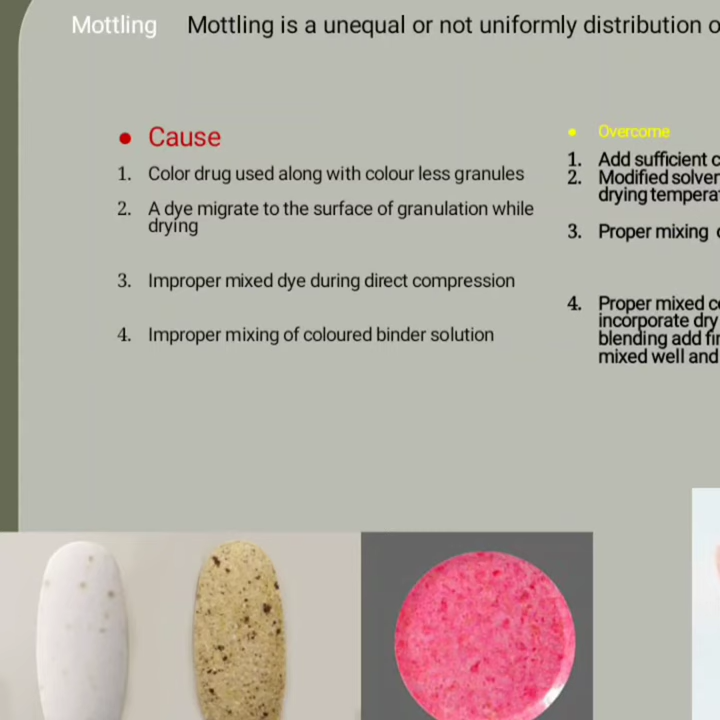 Mottling Mottling is a unequal or not uniformly distribution o
● Cause
1. Color drug used along with colour less granules
2. A dye migrate to the surface of granulation while
drying
3. Improper mixed dye during direct compression
4. Improper mixing of coloured binder solution
● Overcome
1. Add sufficient c
2. Modified solver
drying tempera
3. Proper mixing
4. Proper mixed c
incorporate dry
blending add fi
mixed well and